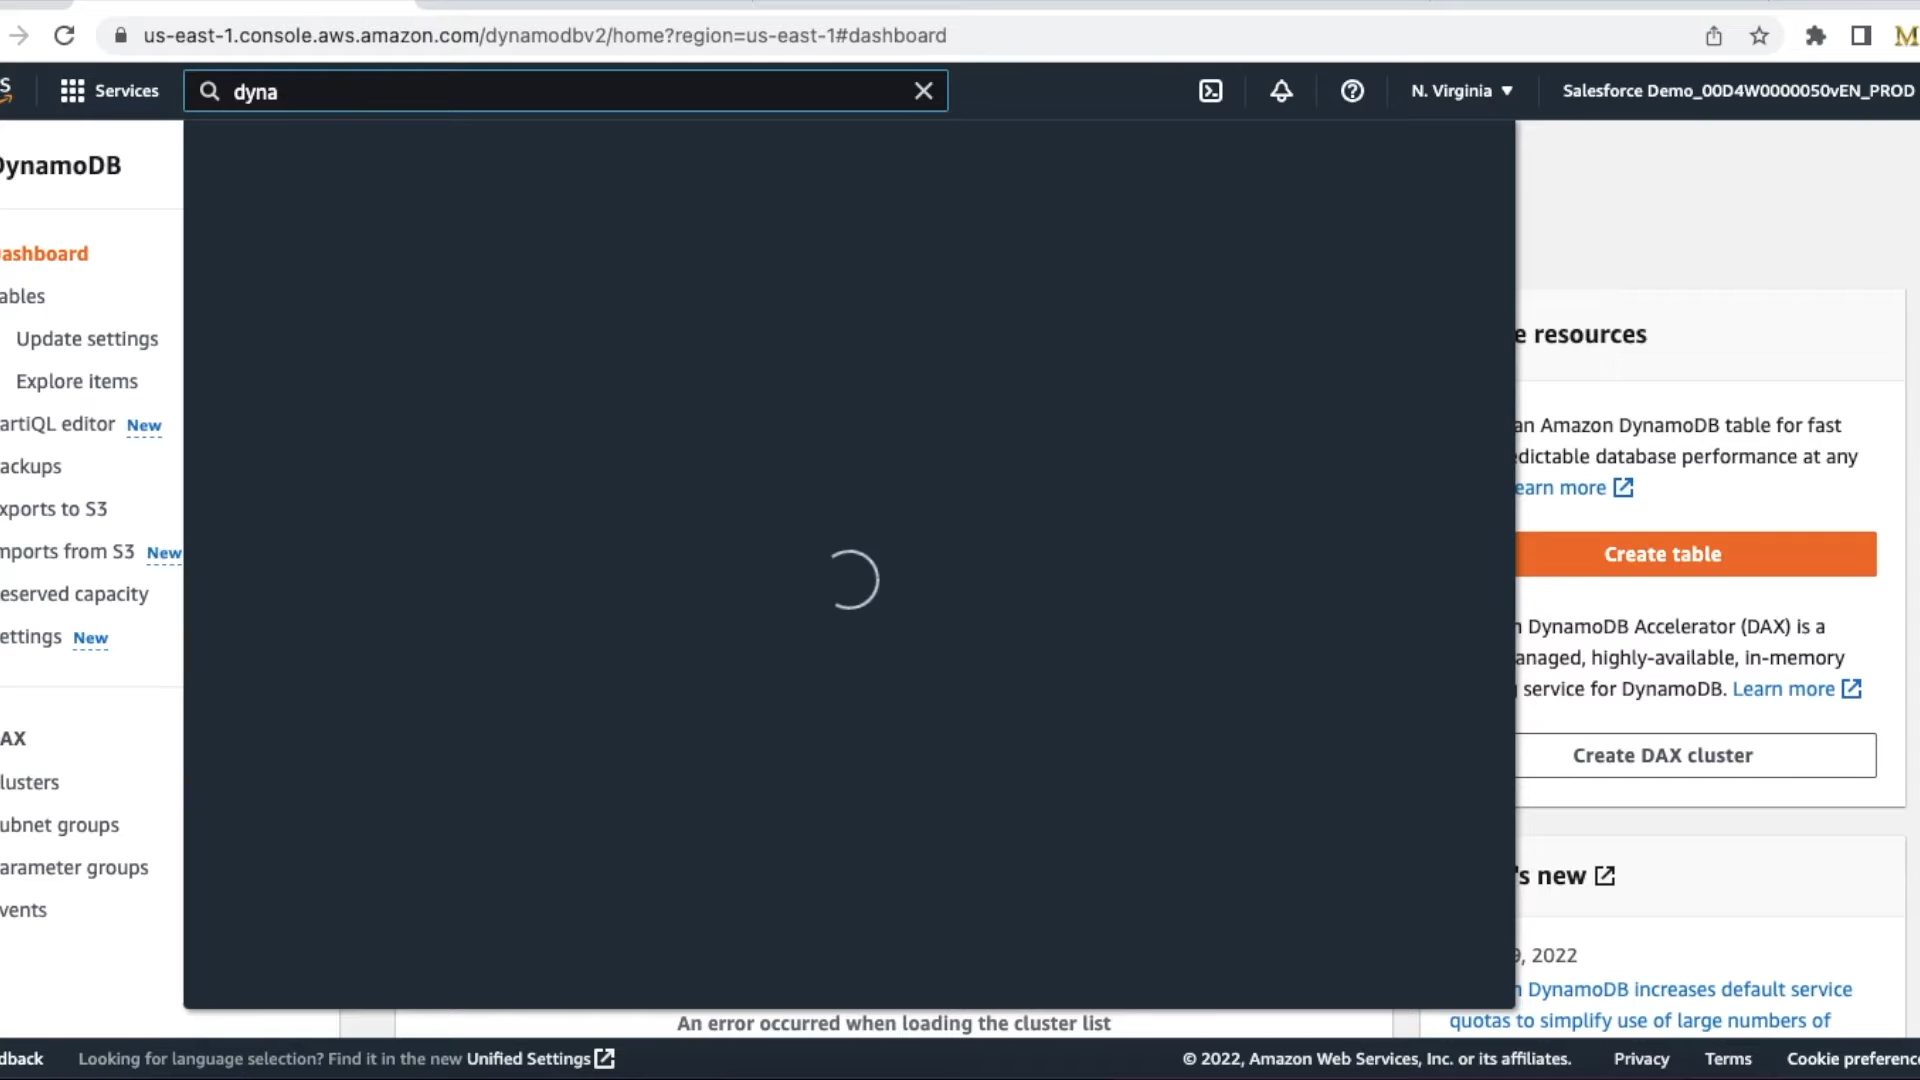 us-east-1.console.aws.amazon.com/dynamodbv2/home?region=us-east-1#dashboard
M
S
Services
dyna
N. Virginia ▼
Salesforce Demo_00D4W0000050vEN_PROD
DynamoDB
ashboard
ables
Update settings
Explore items
artiQL editor New
ackups
xports to S3
mports from S3 New
eserved capacity
ettings New
AX
lusters
ubnet groups
arameter groups
vents
e resources
an Amazon DynamoDB table for fast
edictable database performance at any
earn more
Create table
n DynamoDB Accelerator (DAX) is a
anaged, highly-available, in-memory
service for DynamoDB. Learn more
Create DAX cluster
's new
9, 2022
n DynamoDB increases default service
quotas to simplify use of large numbers of
An error occurred when loading the cluster list
dback
Looking for language selection? Find it in the new Unified Settings
© 2022, Amazon Web Services, Inc. or its affiliates.
Privacy
Terms
Cookie preference